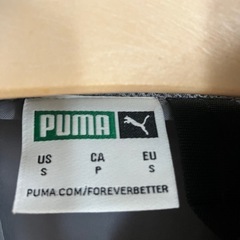 PUMA
US CA EU
S P S
PUMA.COM/FOREVERBETTER